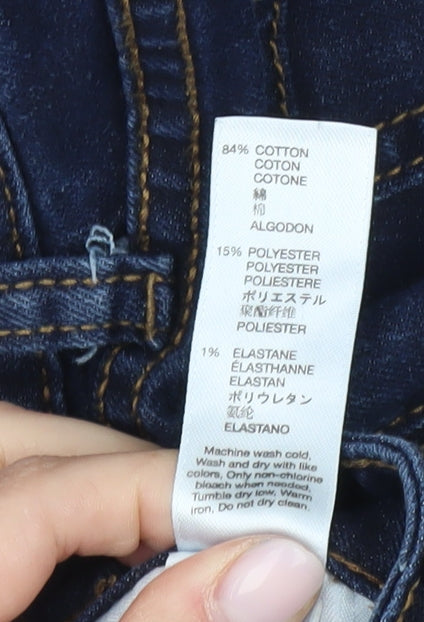 84% COTTON
COTON
COTONE
綿
棉
ALGODON
15% POLYESTER
POLYESTER
POLIESTERE
ポリエステル
聚酯纤维
POLIESTER
1% ELASTANE
ÉLASTHANNE
ELASTAN
ポリウレタン
氨纶
ELASTANO
Machine wash cold,
Wash and dry with like
colors, Only non-chlorine
bleach when needed,
Tumble dry low, Warm
iron, Do not dry clean.